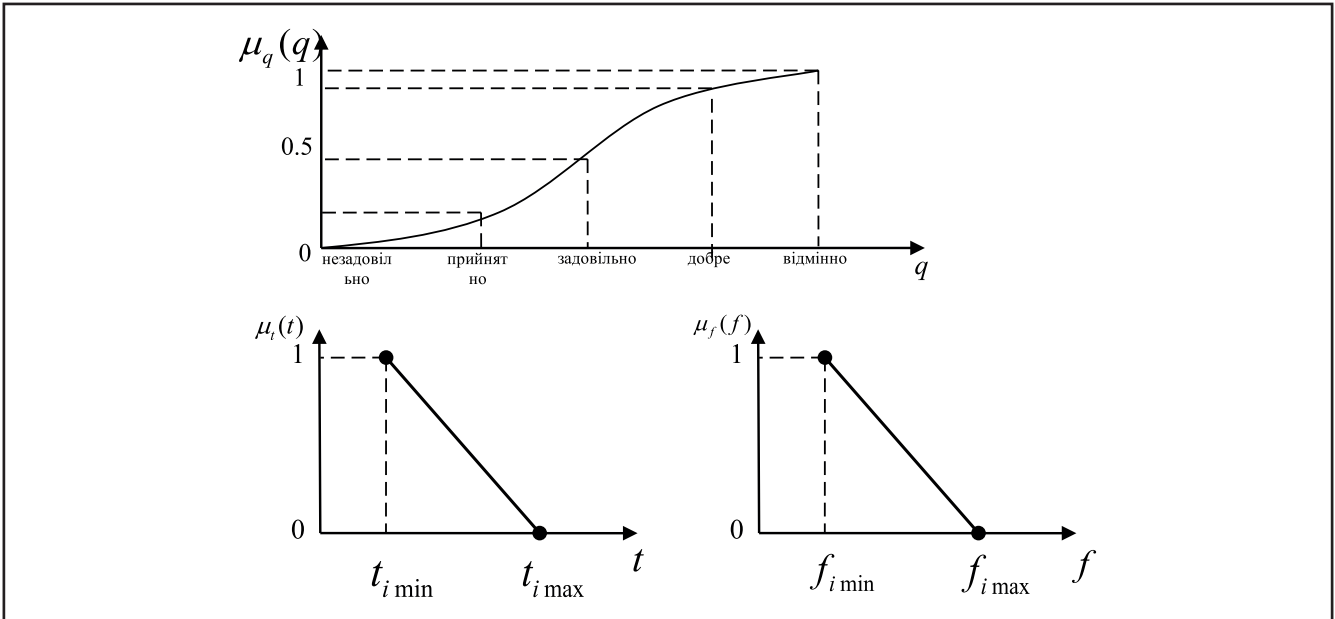 μq(q)
1
0.5
0
незадовіл
ьно
прийнят
но
задовільно
добре
відмінно
q
μt(t)
1
0
ti min
ti max
t
μf(f)
1
0
fi min
fi max
f